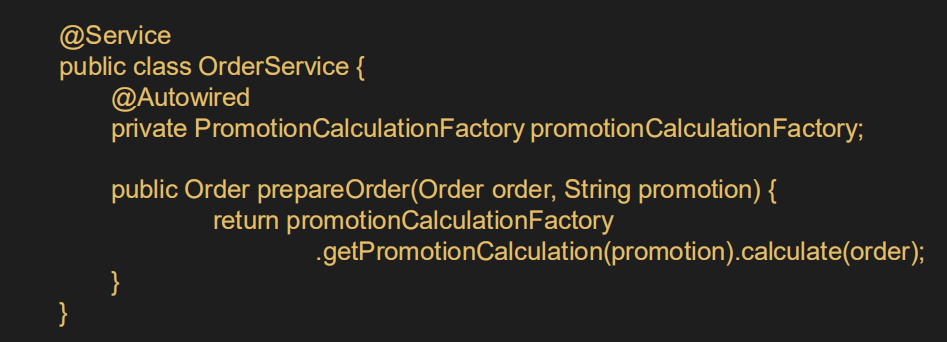 @Service
public class OrderService {
@Autowired
private PromotionCalculationFactory promotionCalculationFactory;
public Order prepareOrder(Order order, String promotion) {
return promotionCalculationFactory
.getPromotionCalculation(promotion).calculate(order);
}
}